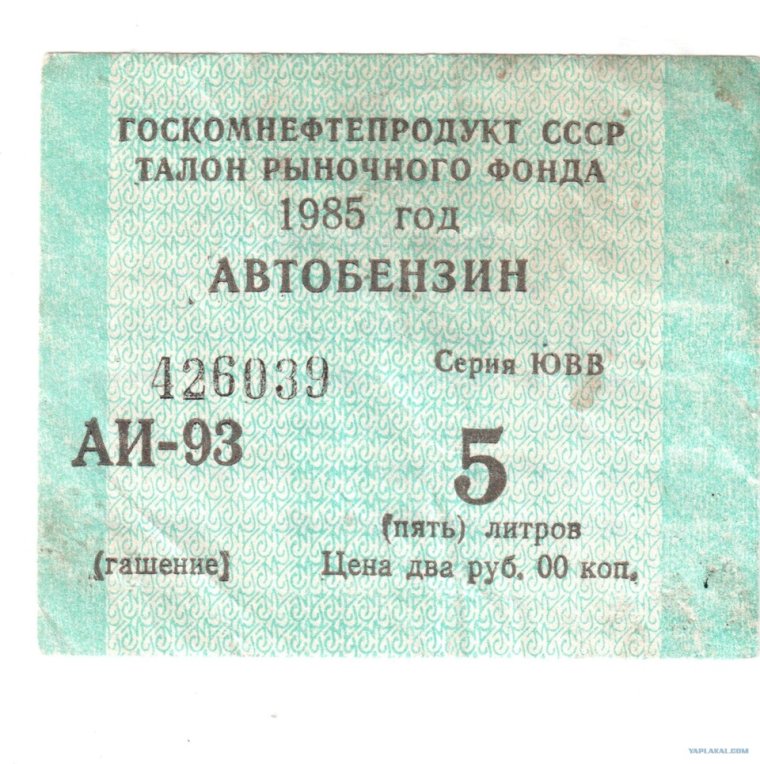 ГОСКОМНЕФТЕПРОДУКТ СССР
ТАЛОН РЫНОЧНОГО ФОНДА
1985 год
АВТОБЕНЗИН
426039 Серия ЮВВ
АИ-93 5
(пять) литров
(гашение) Цена два руб. 00 коп.
YAPLAKAL.COM